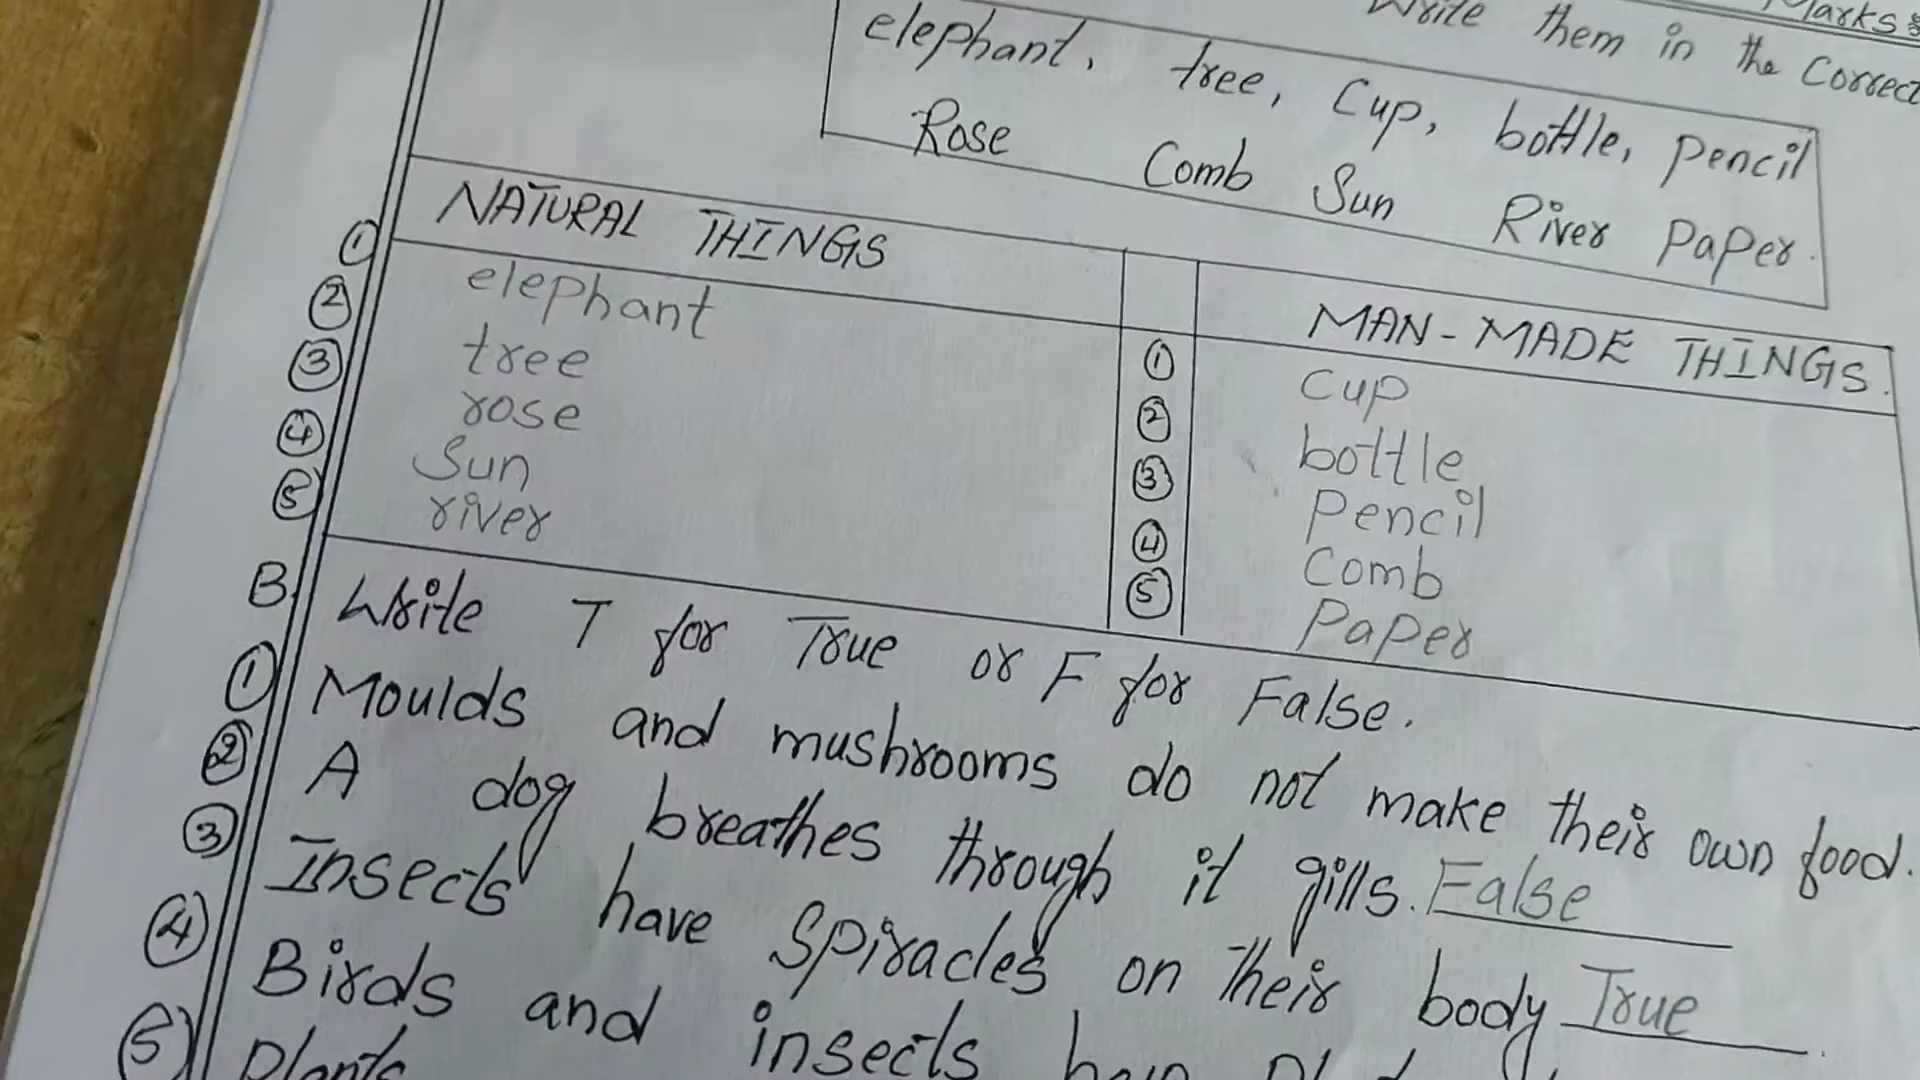 Marks
Write them in the Correct
elephant, tree, Cup, bottle, pencil
Rose Comb Sun River Paper.
NATURAL THINGS
MAN-MADE THINGS.
① elephant
② tree
③ rose
④ Sun
⑤ river
① Cup
② bottle
③ Pencil
④ Comb
⑤ Paper
B. Write T for True or F for False.
① Moulds and mushrooms do not make their own food.
② A dog breathes through it gills. False
③ Insects have Spiracles on their body True
④ Birds and insects
⑤ Plants